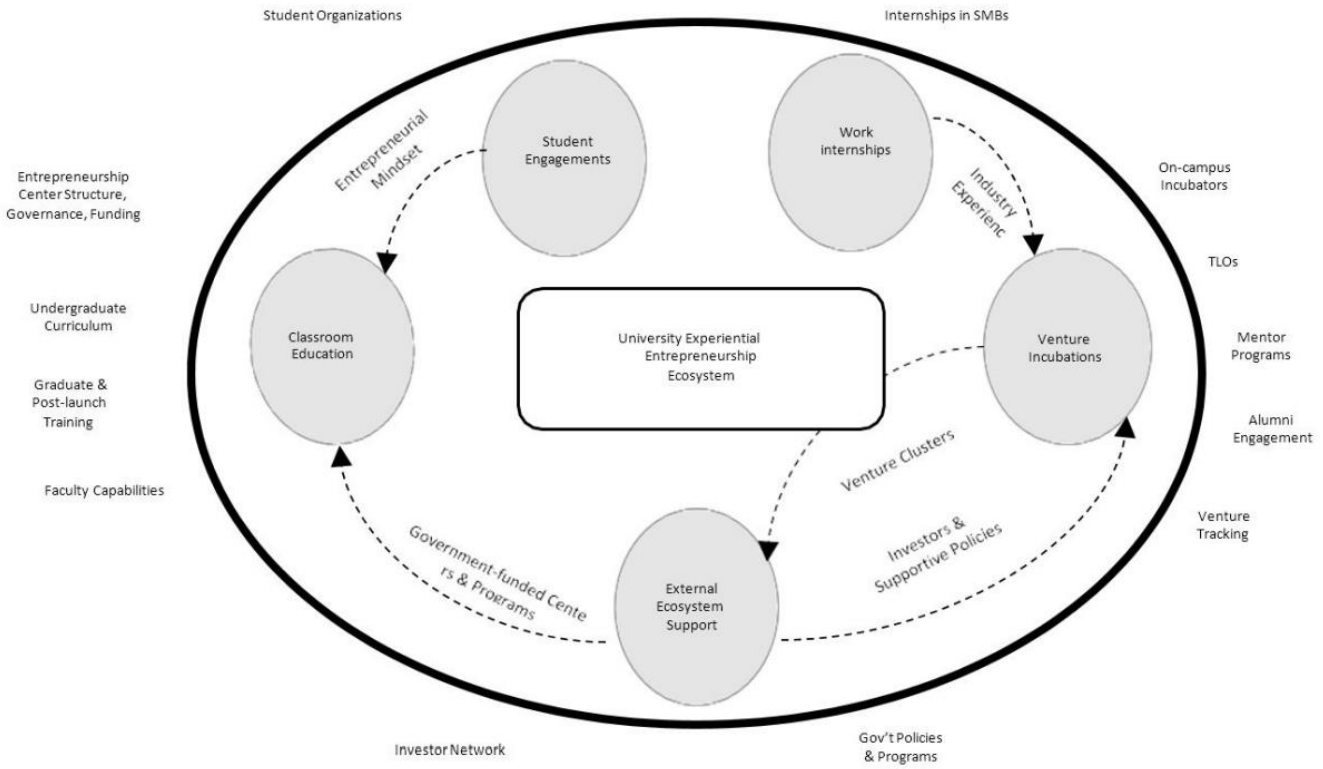 Student Organizations
Internships in SMBs
Student
Engagements
Work
internships
Entrepreneurial
Mindset
Industry
Experienc
Entrepreneurship
Center Structure,
Governance, Funding
On-campus
Incubators
TLOs
Undergraduate
Curriculum
Classroom
Education
University Experiential
Entrepreneurship
Ecosystem
Venture
Incubations
Mentor
Programs
Graduate &
Post-launch
Training
Alumni
Engagement
Faculty Capabilities
Venture Clusters
Venture
Tracking
Government-funded Cente
rs & Programs
Investors &
Supportive Policies
External
Ecosystem
Support
Investor Network
Gov't Policies
& Programs